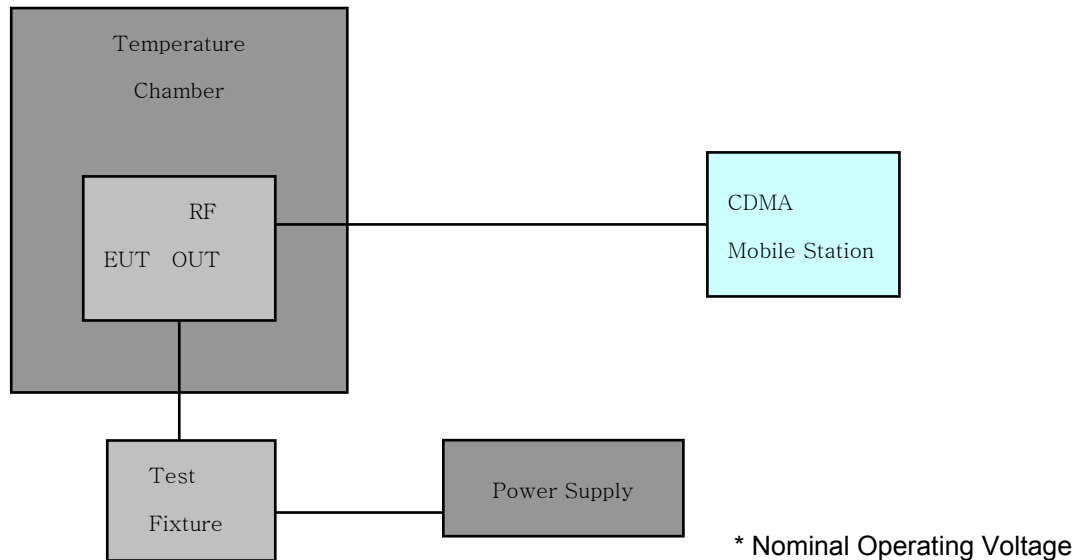 Temperature
Chamber
RF
EUT OUT
CDMA
Mobile Station
Test
Fixture
Power Supply
* Nominal Operating Voltage